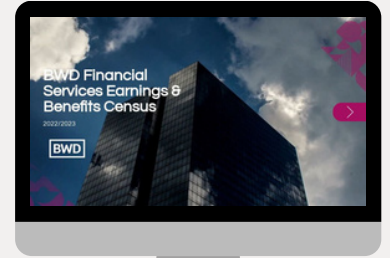 BWD Financial
Services Earnings &
Benefits Census
2022/2023
BWD